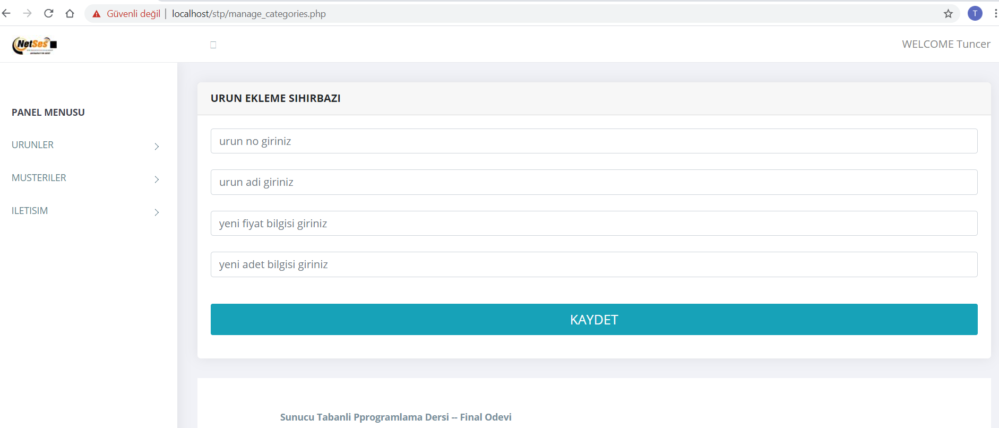 Güvenli değil | localhost/stp/manage_categories.php
T
NetSes
WELCOME Tuncer
PANEL MENUSU
URUNLER
MUSTERILER
ILETISIM
URUN EKLEME SIHIRBAZI
urun no giriniz
urun adi giriniz
yeni fiyat bilgisi giriniz
yeni adet bilgisi giriniz
KAYDET
Sunucu Tabanli Pprogramlama Dersi -- Final Odevi